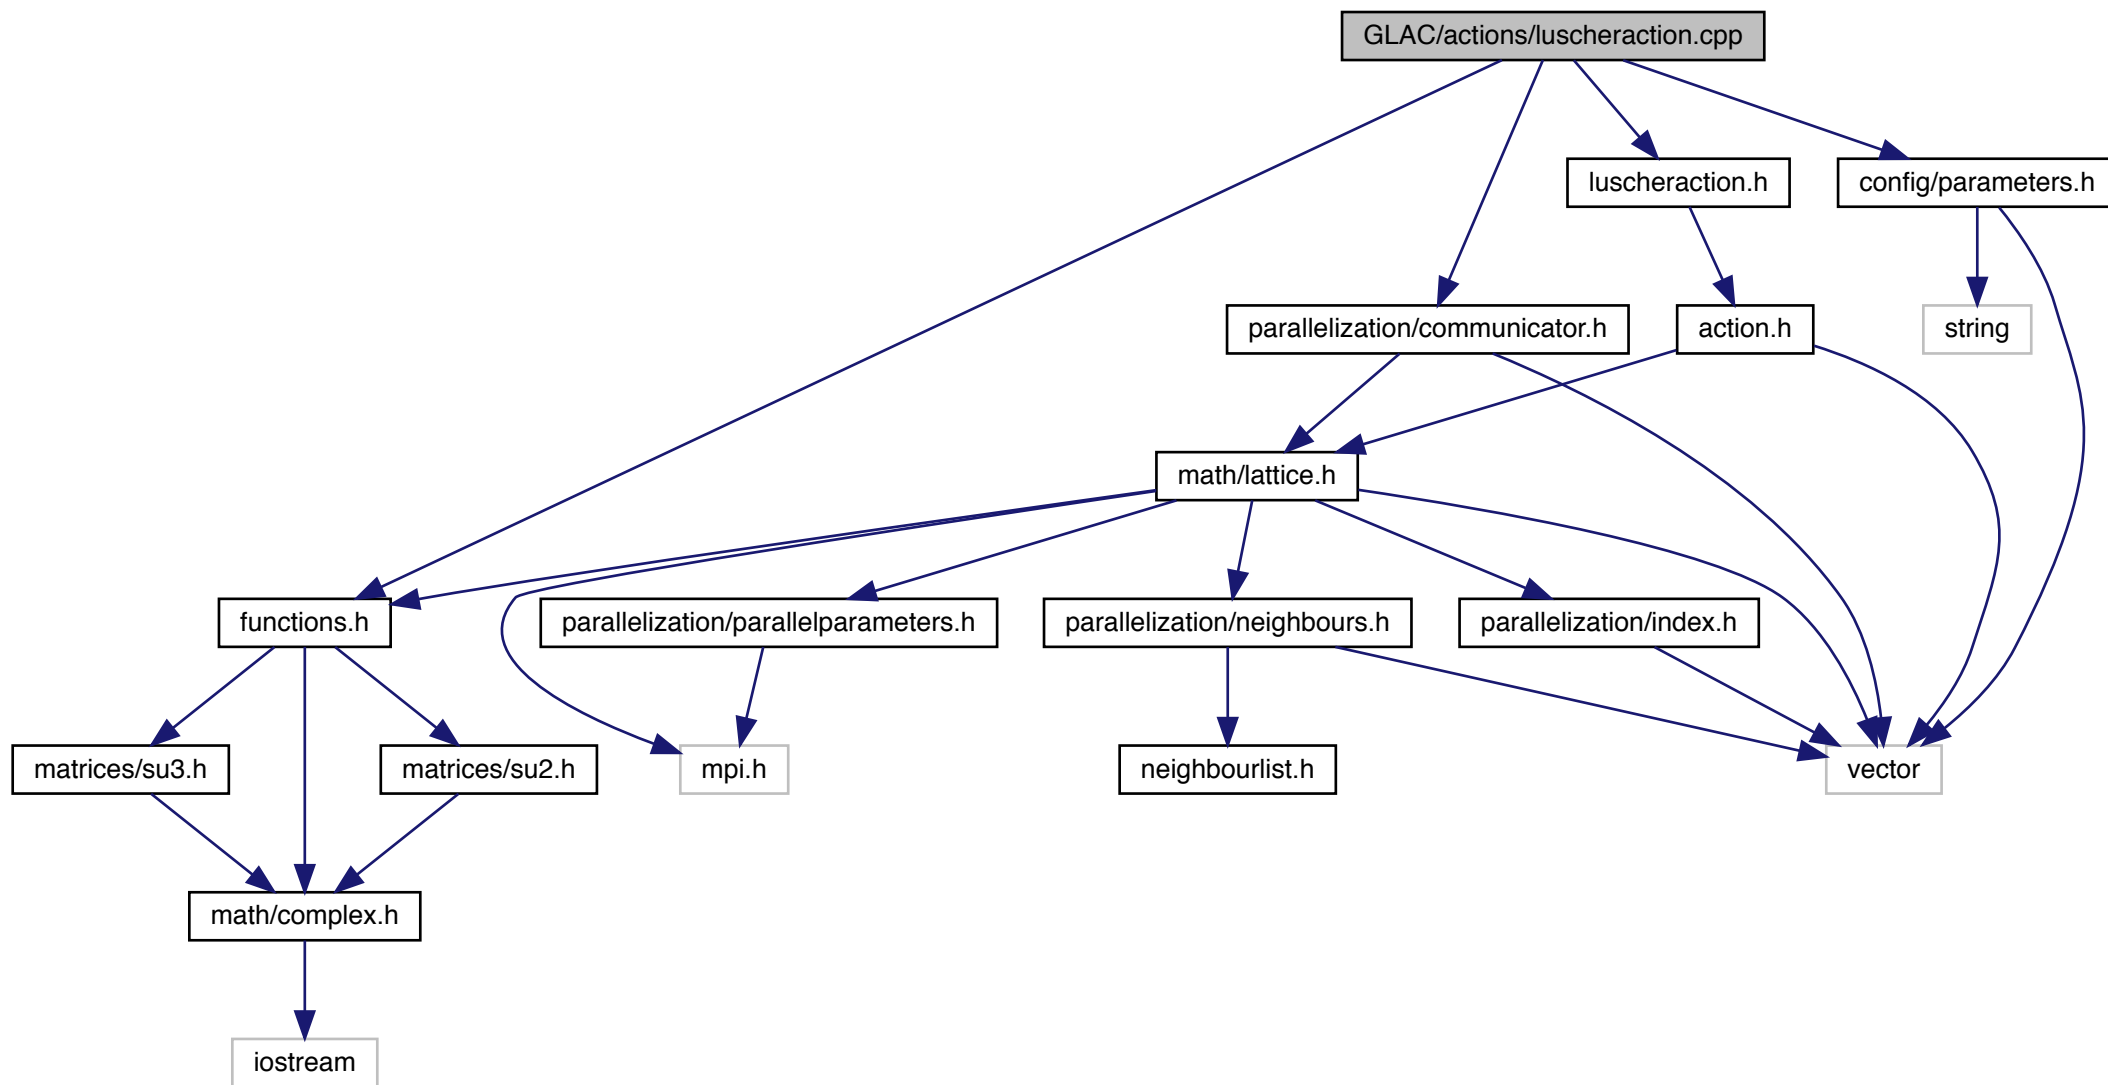 GLAC/actions/luscheraction.cpp
luscheraction.h
config/parameters.h
parallelization/communicator.h
action.h
string
math/lattice.h
functions.h
parallelization/parallelparameters.h
parallelization/neighbours.h
parallelization/index.h
matrices/su3.h
matrices/su2.h
mpi.h
neighbourlist.h
vector
math/complex.h
iostream